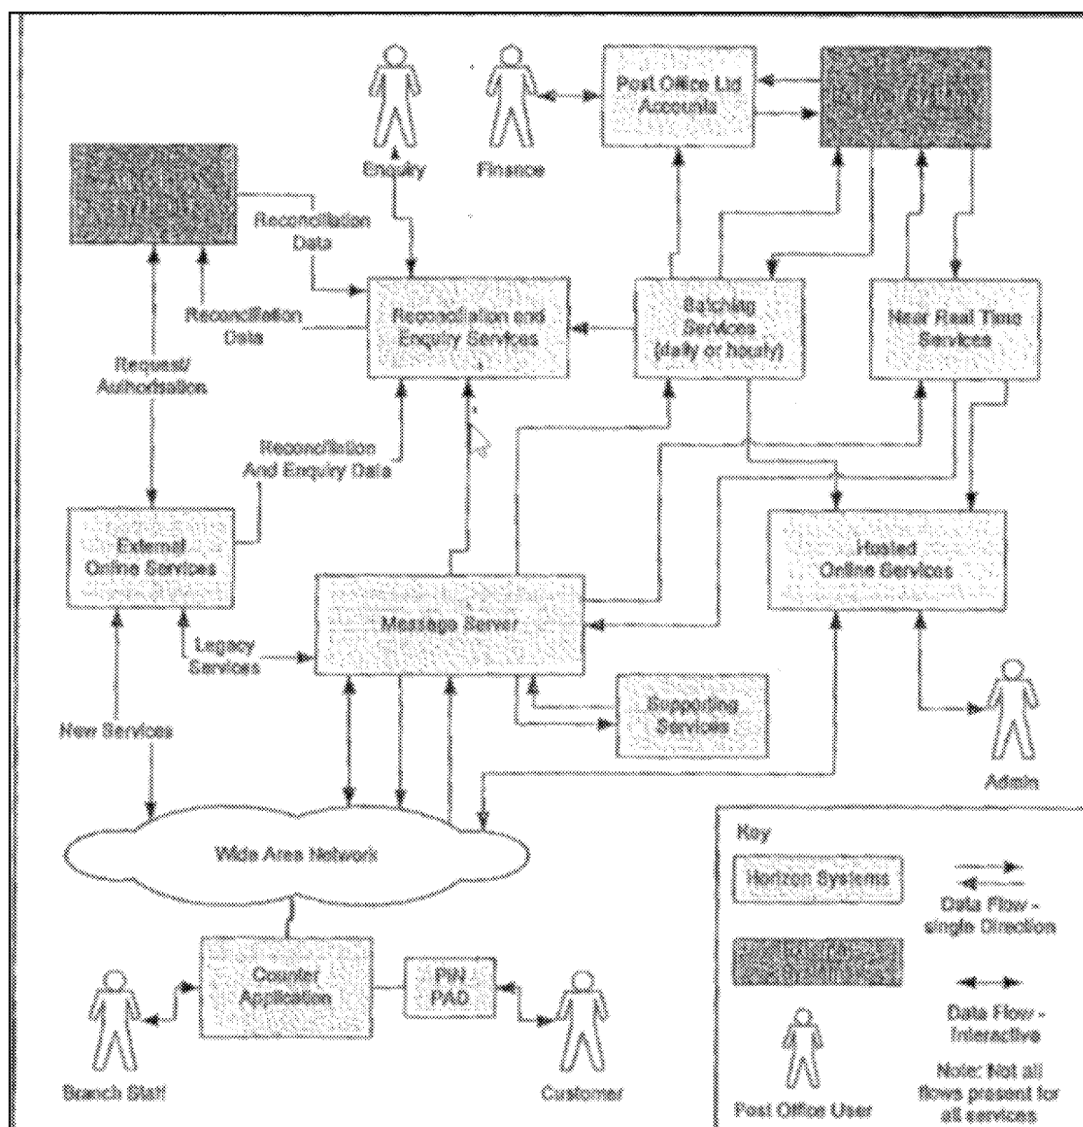 Enquiry
Finance
Post Office Ltd
Accounts
Reconciliation
Data
Reconciliation
Data
Reconciliation and
Enquiry Services
Batching
Services
(daily or hourly)
Near Real Time
Services
Request/
Authorisation
Reconciliation
And Enquiry Data
External
Online Services
Hosted
Online Services
Message Server
Legacy
Services
Supporting
Services
New Services
Admin
Wide Area Network
Counter
Application
PIN
PAD
Branch Staff
Customer
Key
Horizon Systems
Data Flow -
single Direction
Data Flow -
Interactive
Post Office User
Note: Not all
flows present for
all services